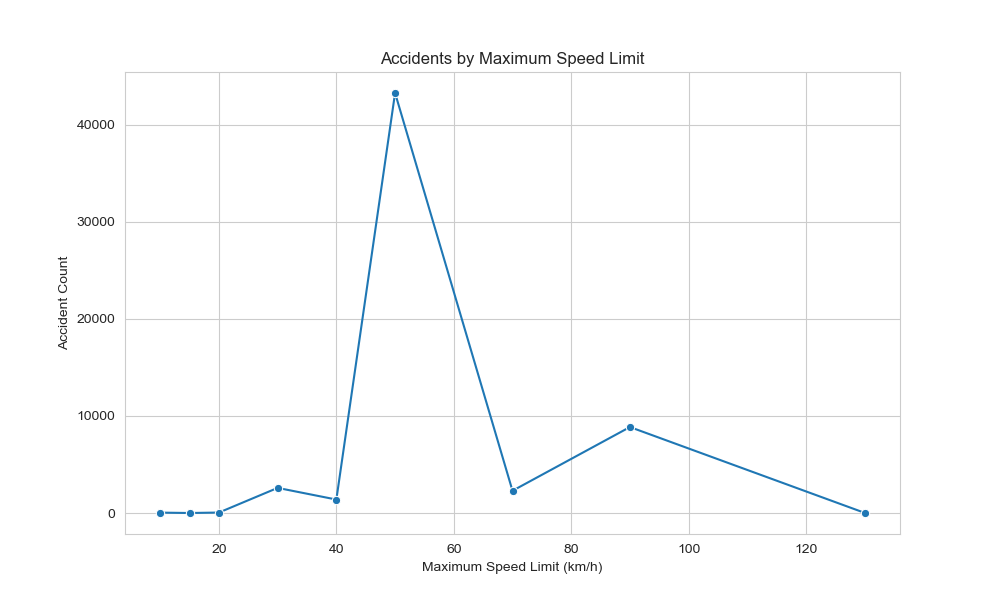 Accidents by Maximum Speed Limit
Accident Count
40000
30000
20000
10000
0
20 40 60 80 100 120
Maximum Speed Limit (km/h)